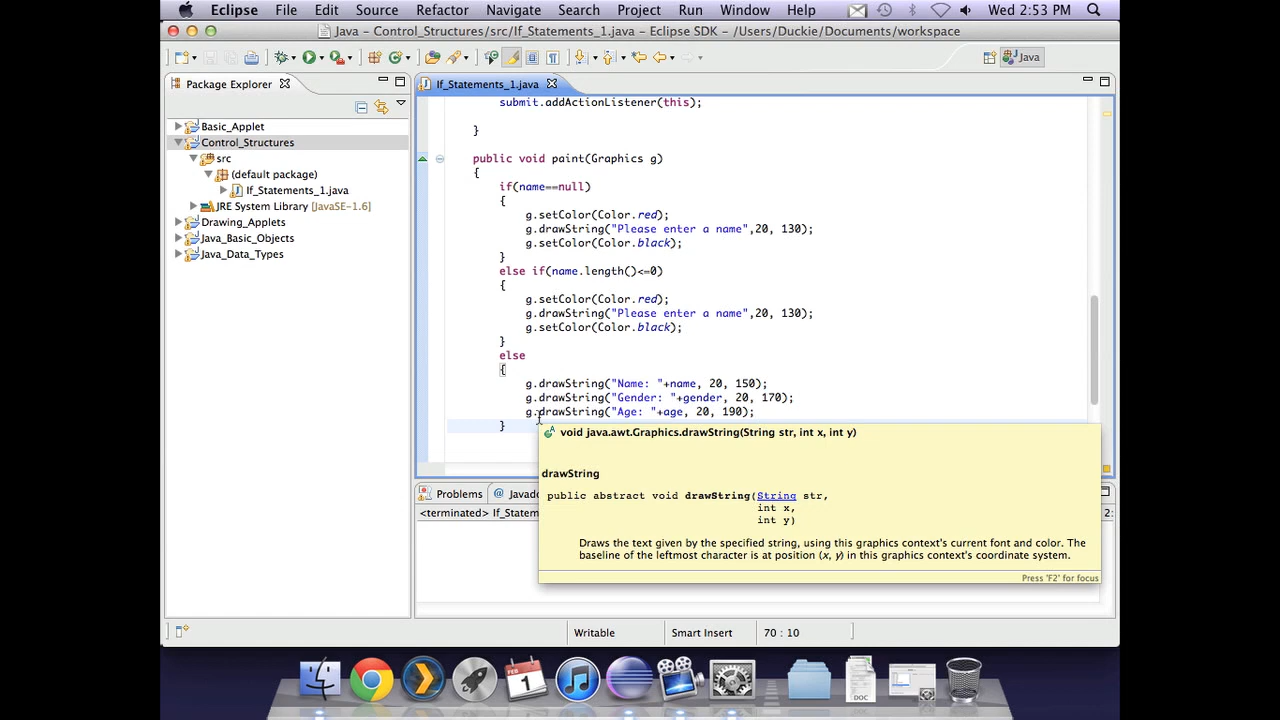 Eclipse File Edit Source Refactor Navigate Search Project Run Window Help Wed 2:53 PM
Java – Control_Structures/src/If_Statements_1.java – Eclipse SDK – /Users/Duckie/Documents/workspace
Java
Package Explorer
Basic_Applet
Control_Structures
src
(default package)
If_Statements_1.java
JRE System Library [JavaSE-1.6]
Drawing_Applets
Java_Basic_Objects
Java_Data_Types
If_Statements_1.java
submit.addActionListener(this);
}
public void paint(Graphics g)
{
if(name==null)
{
g.setColor(Color.red);
g.drawString("Please enter a name",20, 130);
g.setColor(Color.black);
}
else if(name.length()<=0)
{
g.setColor(Color.red);
g.drawString("Please enter a name",20, 130);
g.setColor(Color.black);
}
else
{
g.drawString("Name: "+name, 20, 150);
g.drawString("Gender: "+gender, 20, 170);
g.drawString("Age: "+age, 20, 190);
}
void java.awt.Graphics.drawString(String str, int x, int y)
drawString
public abstract void drawString(String str,
int x,
int y)
Draws the text given by the specified string, using this graphics context's current font and color. The
baseline of the leftmost character is at position (x, y) in this graphics context's coordinate system.
Press 'F2' for focus
Problems @ Javadoc
<terminated> If_Statem 2:
Writable Smart Insert 70 : 10
FEB
1
DOC